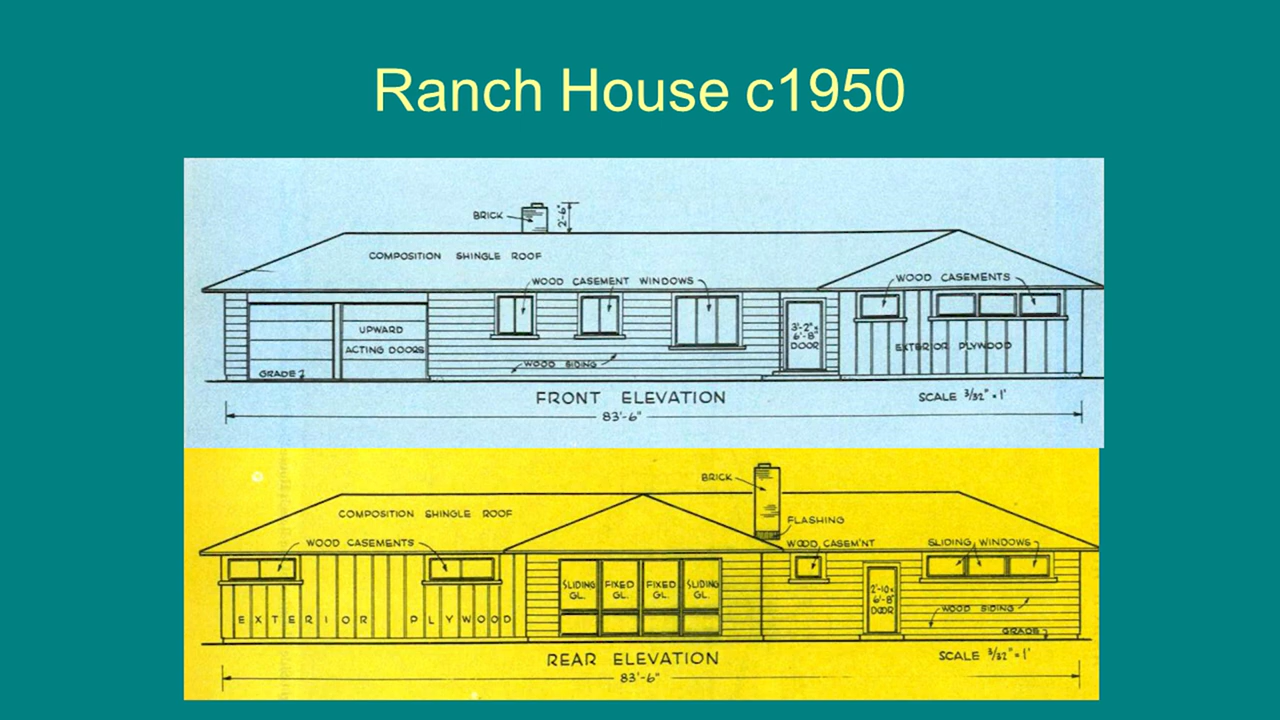 Ranch House c1950
BRICK
2'-6"
COMPOSITION SHINGLE ROOF
WOOD CASEMENT WINDOWS
WOOD CASEMENTS
UPWARD
ACTING DOORS
3'-2" x
6'-8"
DOOR
EXTERIOR PLYWOOD
WOOD SIDING
GRADE
FRONT ELEVATION
SCALE 3/32" = 1'
83'-6"
BRICK
COMPOSITION SHINGLE ROOF
FLASHING
WOOD CASEMENTS
WOOD CASEM'NT
SLIDING WINDOWS
SLIDING
GL.
FIXED
GL.
FIXED
GL.
SLIDING
GL.
2'-10 x
6'-8"
DOOR
WOOD SIDING
EXTERIOR PLYWOOD
GRADE
REAR ELEVATION
SCALE 3/32" = 1'
83'-6"